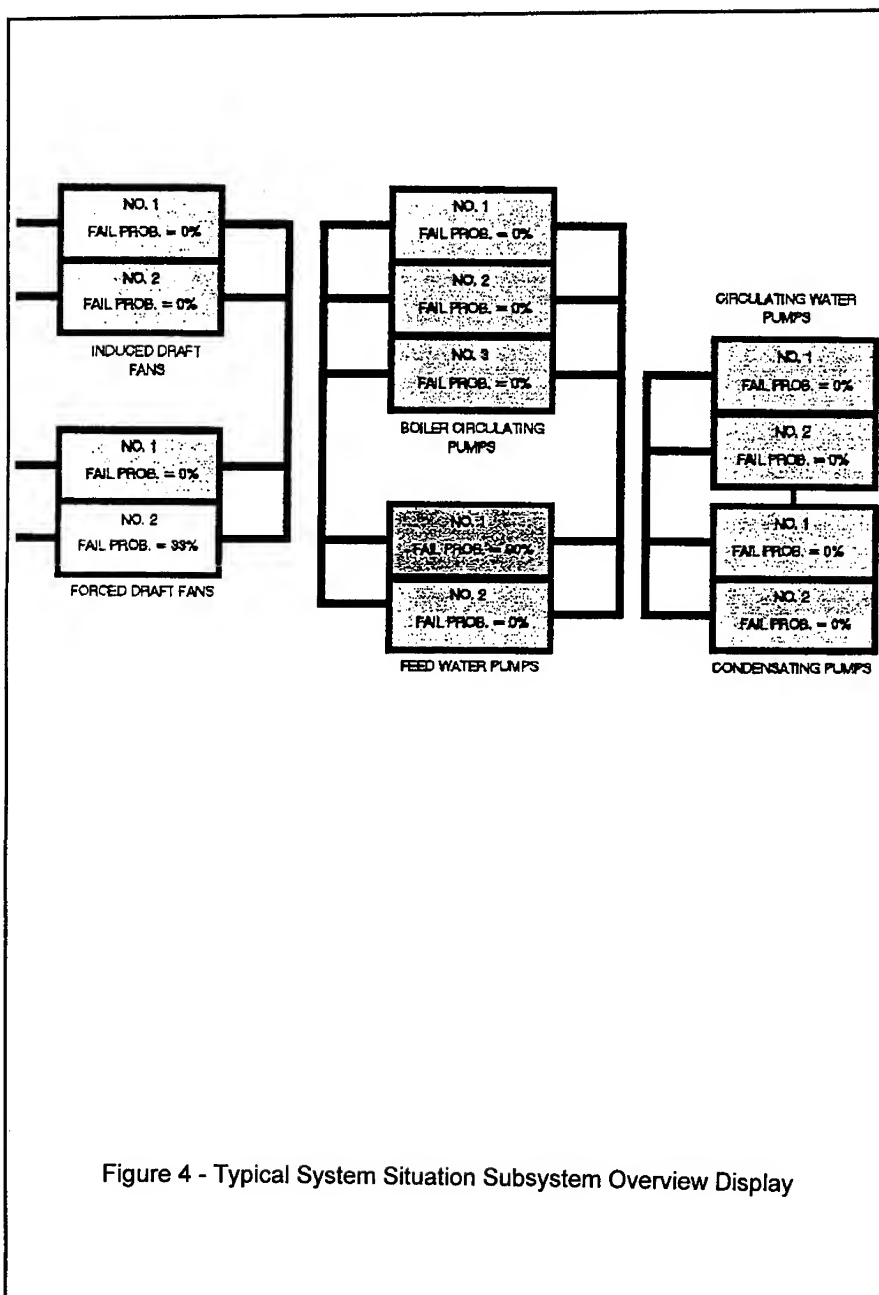 NO. 1
FAIL PROB. = 0%
NO. 2
FAIL PROB. = 0%
INDUCED DRAFT
FANS
NO. 1
FAIL PROB. = 0%
NO. 2
FAIL PROB. = 33%
FORCED DRAFT FANS
NO. 1
FAIL PROB. = 0%
NO. 2
FAIL PROB. = 0%
NO. 3
FAIL PROB. = 0%
BOILER CIRCULATING
PUMPS
NO. 1
FAIL PROB. = 90%
NO. 2
FAIL PROB. = 0%
FEED WATER PUMPS
CIRCULATING WATER
PUMPS
NO. 1
FAIL PROB. = 0%
NO. 2
FAIL PROB. = 0%
NO. 1
FAIL PROB. = 0%
NO. 2
FAIL PROB. = 0%
CONDENSATING PUMPS
Figure 4 - Typical System Situation Subsystem Overview Display